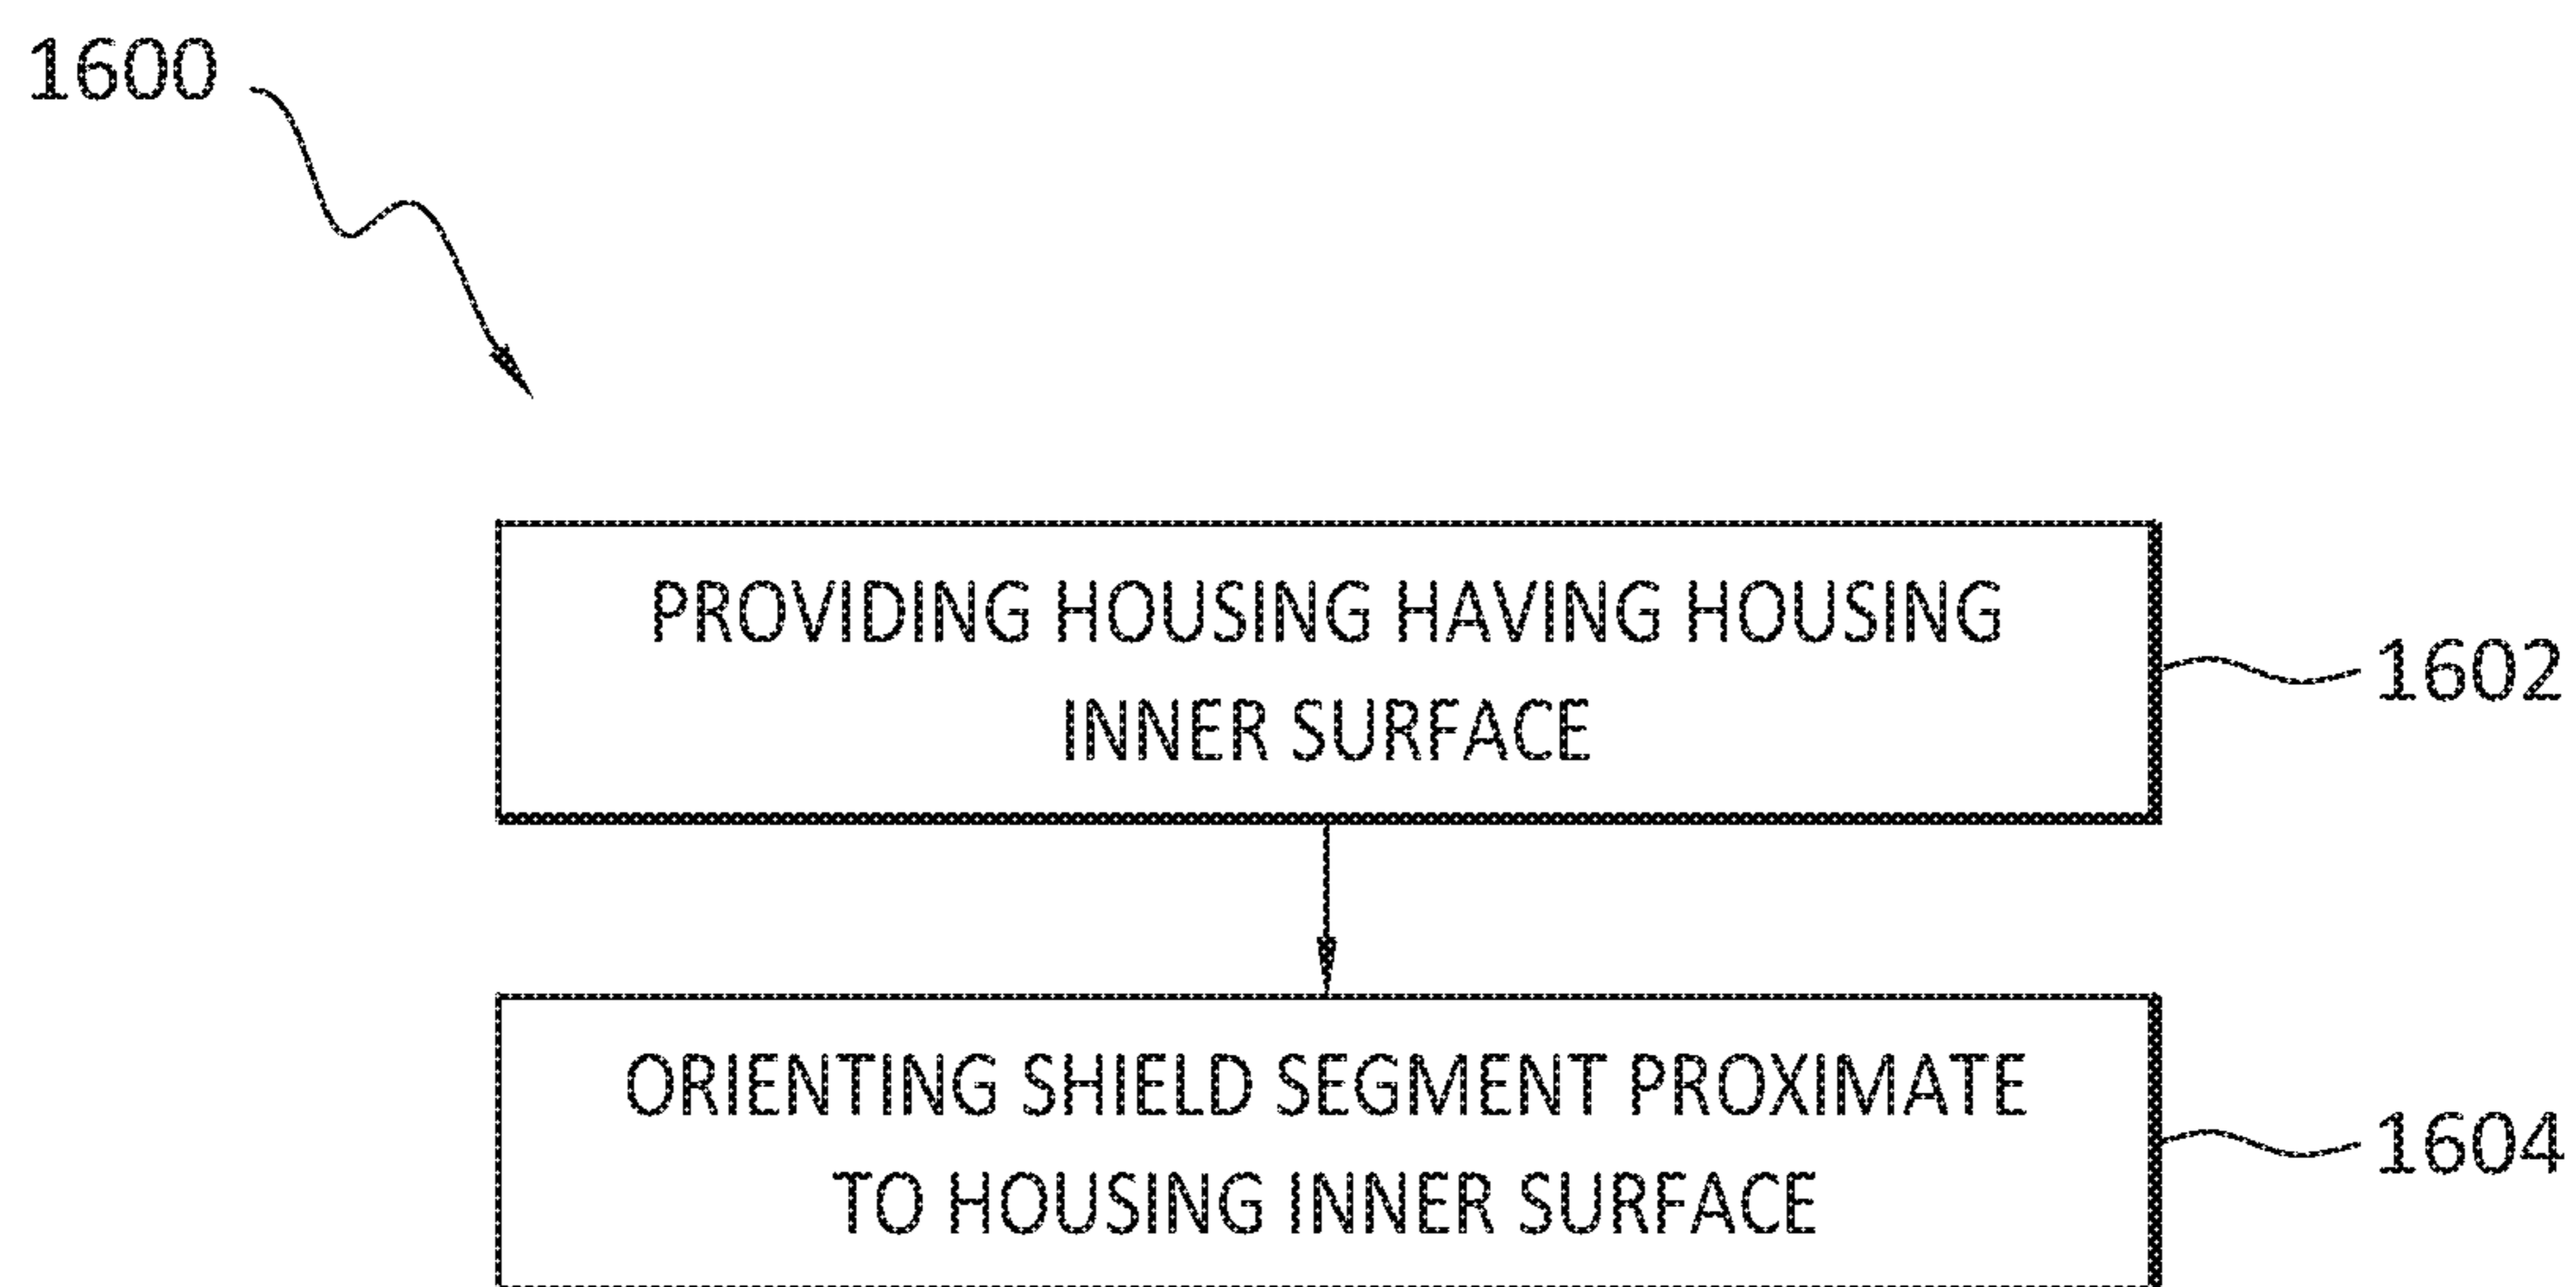 1600
PROVIDING HOUSING HAVING HOUSING
INNER SURFACE
1602
ORIENTING SHIELD SEGMENT PROXIMATE
TO HOUSING INNER SURFACE
1604